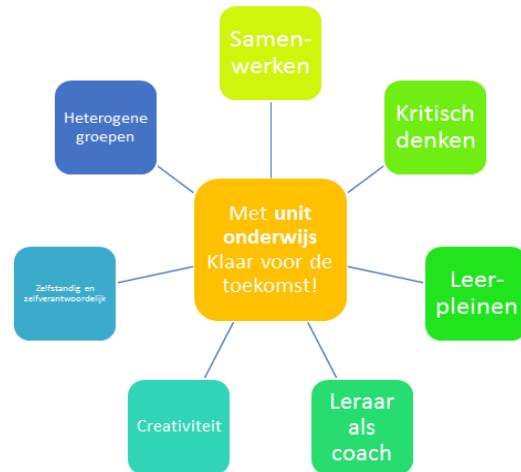 Samen-
werken
Kritisch
denken
Leer-
pleinen
Leraar
als
coach
Creativiteit
Zelfstandig en
zelfverantwoordelijk
Heterogene
groepen
Met unit
onderwijs
Klaar voor de
toekomst!